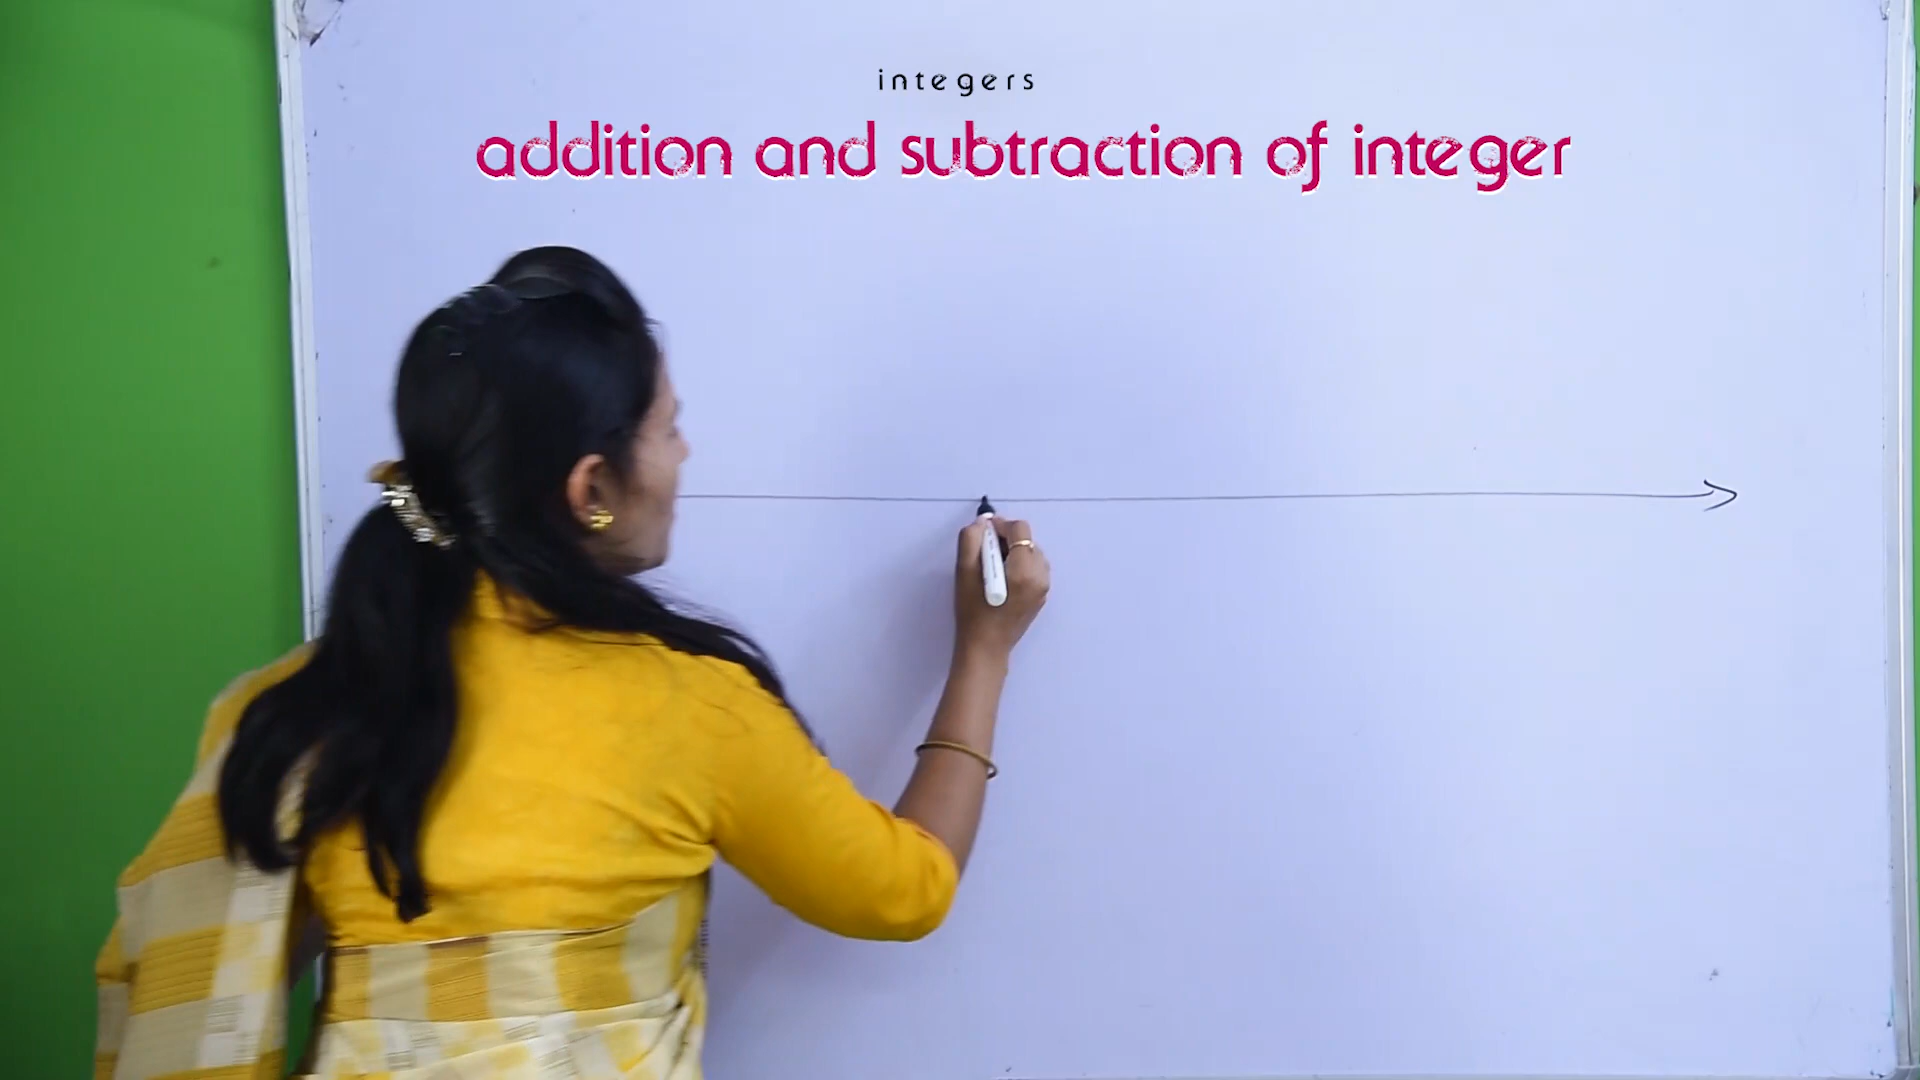 integers
addition and subtraction of integer